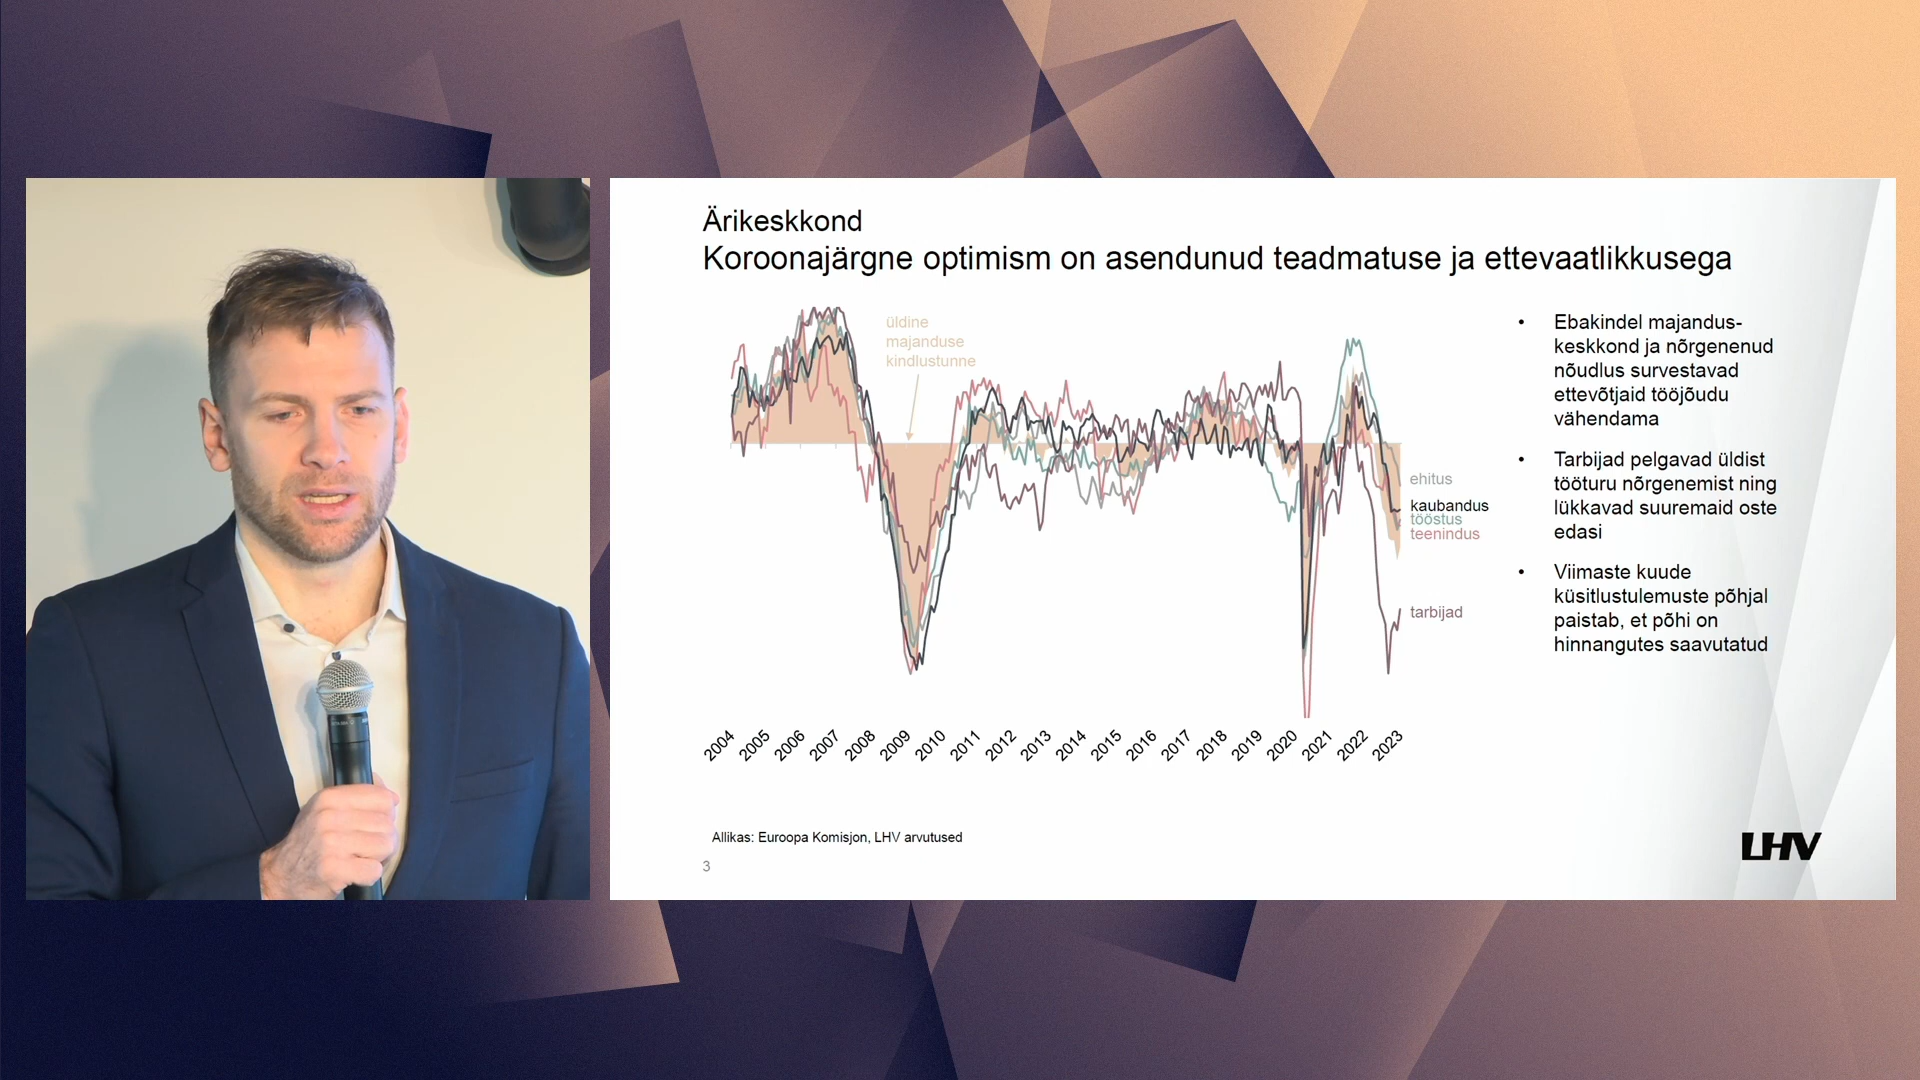 Ärikeskkond
Koroonajärgne optimism on asendunud teadmatuse ja ettevaatlikkusega
üldine
majanduse
kindlustunne
ehitus
kaubandus
tööstus
teenindus
tarbijad
2004
2005
2006
2007
2008
2009
2010
2011
2012
2013
2014
2015
2016
2017
2018
2019
2020
2021
2022
2023
• Ebakindel majandus-
keskkond ja nõrgenenud
nõudlus survestavad
ettevõtjaid tööjõudu
vähendama
• Tarbijad pelgavad üldist
tööturu nõrgenemist ning
lükkavad suuremaid oste
edasi
• Viimaste kuude
küsitlustulemuste põhjal
paistab, et põhi on
hinnangutes saavutatud
Allikas: Euroopa Komisjon, LHV arvutused
3
LHV